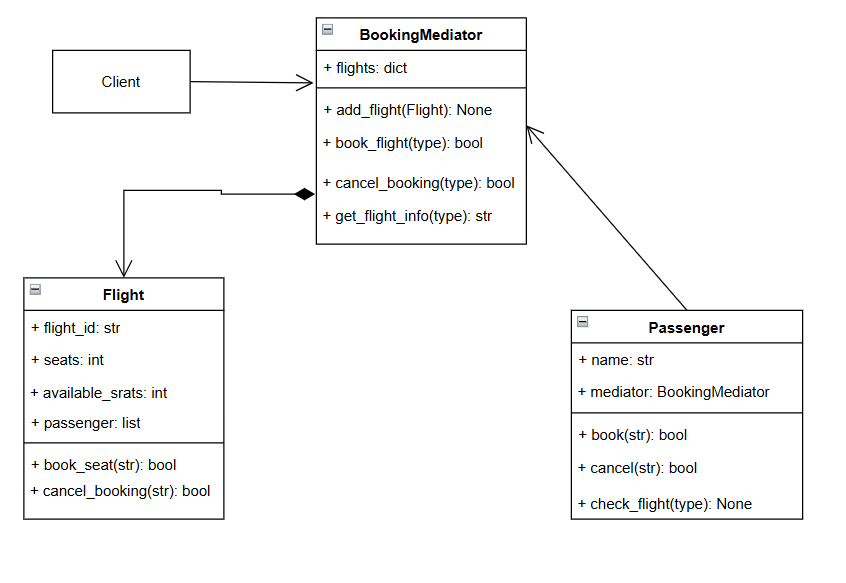 BookingMediator
+ flights: dict
Client
+ add_flight(Flight): None
+ book_flight(type): bool
+ cancel_booking(type): bool
+ get_flight_info(type): str
Flight
+ flight_id: str
+ seats: int
+ available_srats: int
+ passenger: list
+ book_seat(str): bool
+ cancel_booking(str): bool
Passenger
+ name: str
+ mediator: BookingMediator
+ book(str): bool
+ cancel(str): bool
+ check_flight(type): None